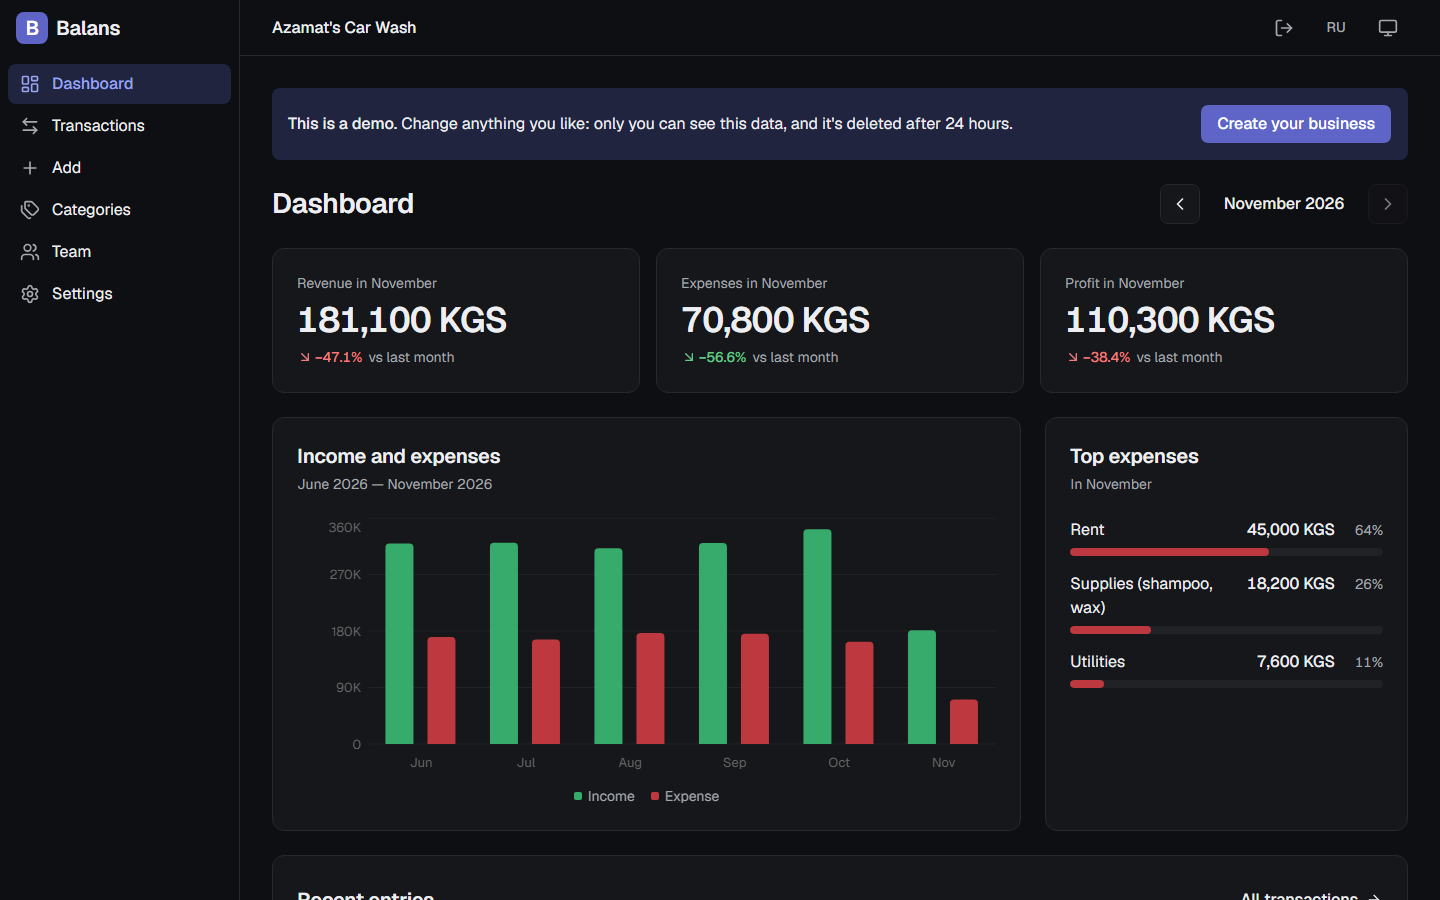 B Balans
Dashboard
Transactions
Add
Categories
Team
Settings
Azamat's Car Wash
RU
This is a demo. Change anything you like: only you can see this data, and it's deleted after 24 hours.
Create your business
Dashboard
November 2026
Revenue in November
181,100 KGS
−47.1% vs last month
Expenses in November
70,800 KGS
−56.6% vs last month
Profit in November
110,300 KGS
−38.4% vs last month
Income and expenses
June 2026 — November 2026
360K
270K
180K
90K
0
Jun Jul Aug Sep Oct Nov
Income Expense
Top expenses
In November
Rent 45,000 KGS 64%
Supplies (shampoo, 18,200 KGS 26%
wax)
Utilities 7,600 KGS 11%
Recent entries
All transactions